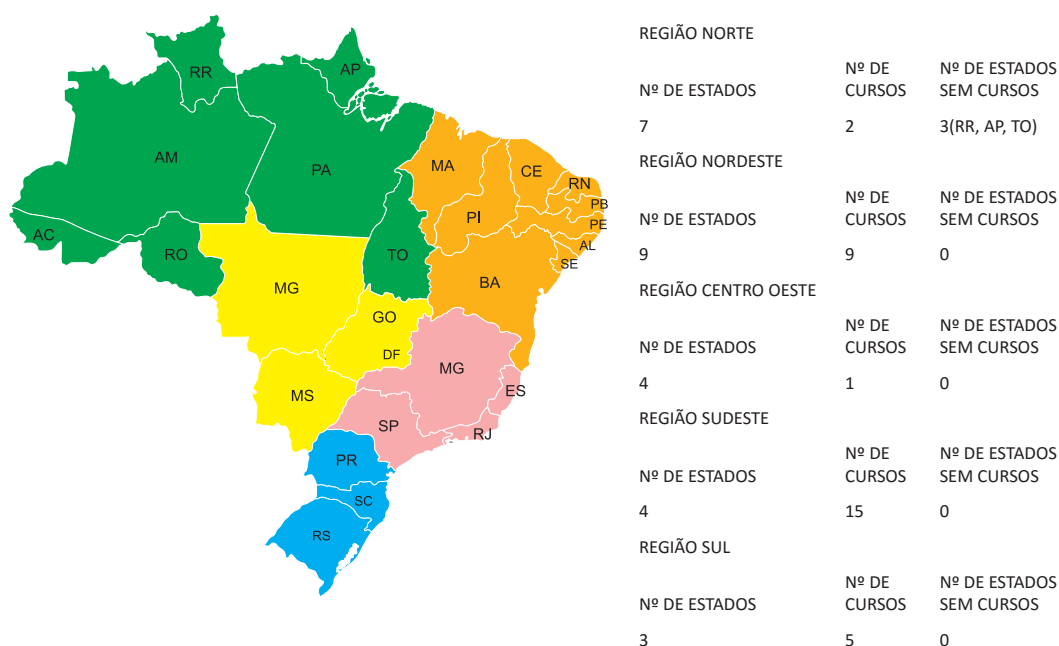 RR
AP
AM
PA
AC
RO
TO
MA
CE
RN
PB
PE
AL
SE
PI
BA
MG
GO
DF
MS
MG
ES
SP
RJ
PR
SC
RS
REGIÃO NORTE
Nº DE ESTADOS Nº DE CURSOS Nº DE ESTADOS SEM CURSOS
7 2 3(RR, AP, TO)
REGIÃO NORDESTE
Nº DE ESTADOS Nº DE CURSOS Nº DE ESTADOS SEM CURSOS
9 9 0
REGIÃO CENTRO OESTE
Nº DE ESTADOS Nº DE CURSOS Nº DE ESTADOS SEM CURSOS
4 1 0
REGIÃO SUDESTE
Nº DE ESTADOS Nº DE CURSOS Nº DE ESTADOS SEM CURSOS
4 15 0
REGIÃO SUL
Nº DE ESTADOS Nº DE CURSOS Nº DE ESTADOS SEM CURSOS
3 5 0